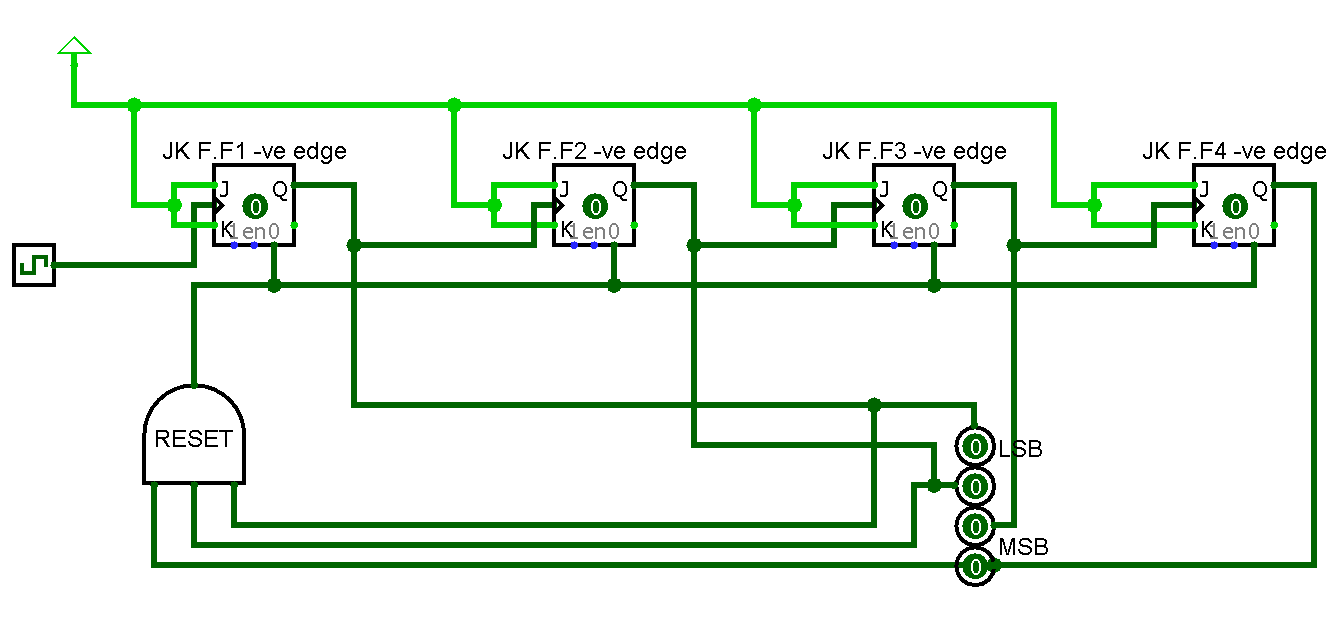 JK F.F1 -ve edge
JK F.F2 -ve edge
JK F.F3 -ve edge
JK F.F4 -ve edge
J Q
J Q
J Q
J Q
0
0
0
0
K 1 en 0
K 1 en 0
K 1 en 0
K 1 en 0
RESET
0 LSB
0
0
MSB
0